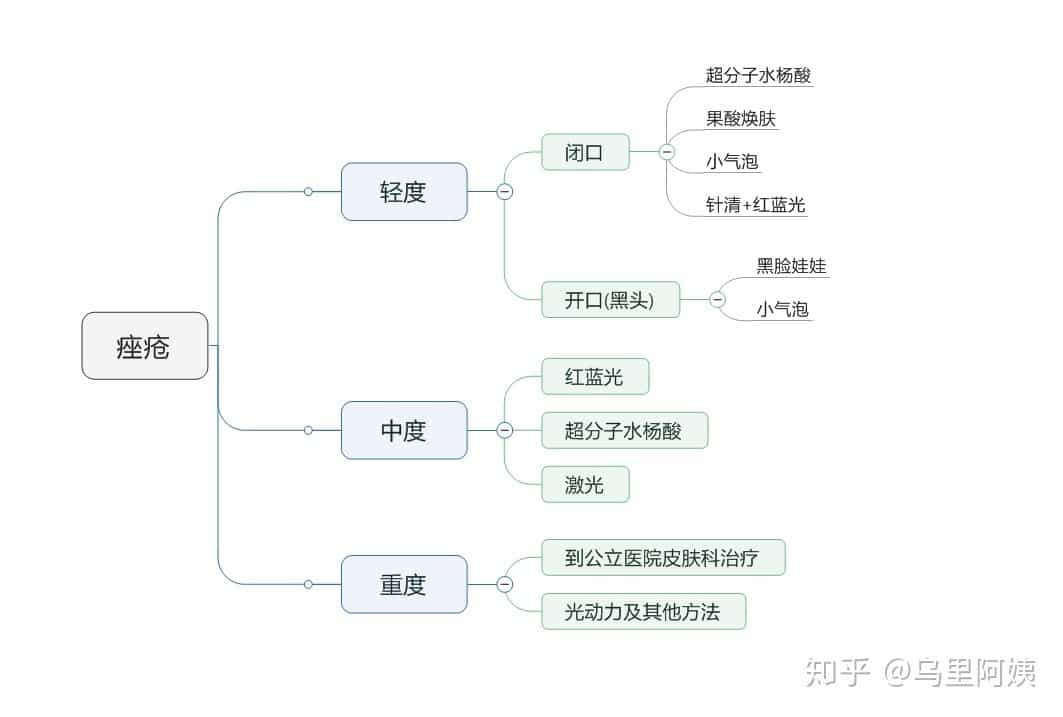 痤疮
轻度
闭口
超分子水杨酸
果酸焕肤
小气泡
针清+红蓝光
开口(黑头)
黑脸娃娃
小气泡
中度
红蓝光
超分子水杨酸
激光
重度
到公立医院皮肤科治疗
光动力及其他方法
知乎 @乌里阿姨